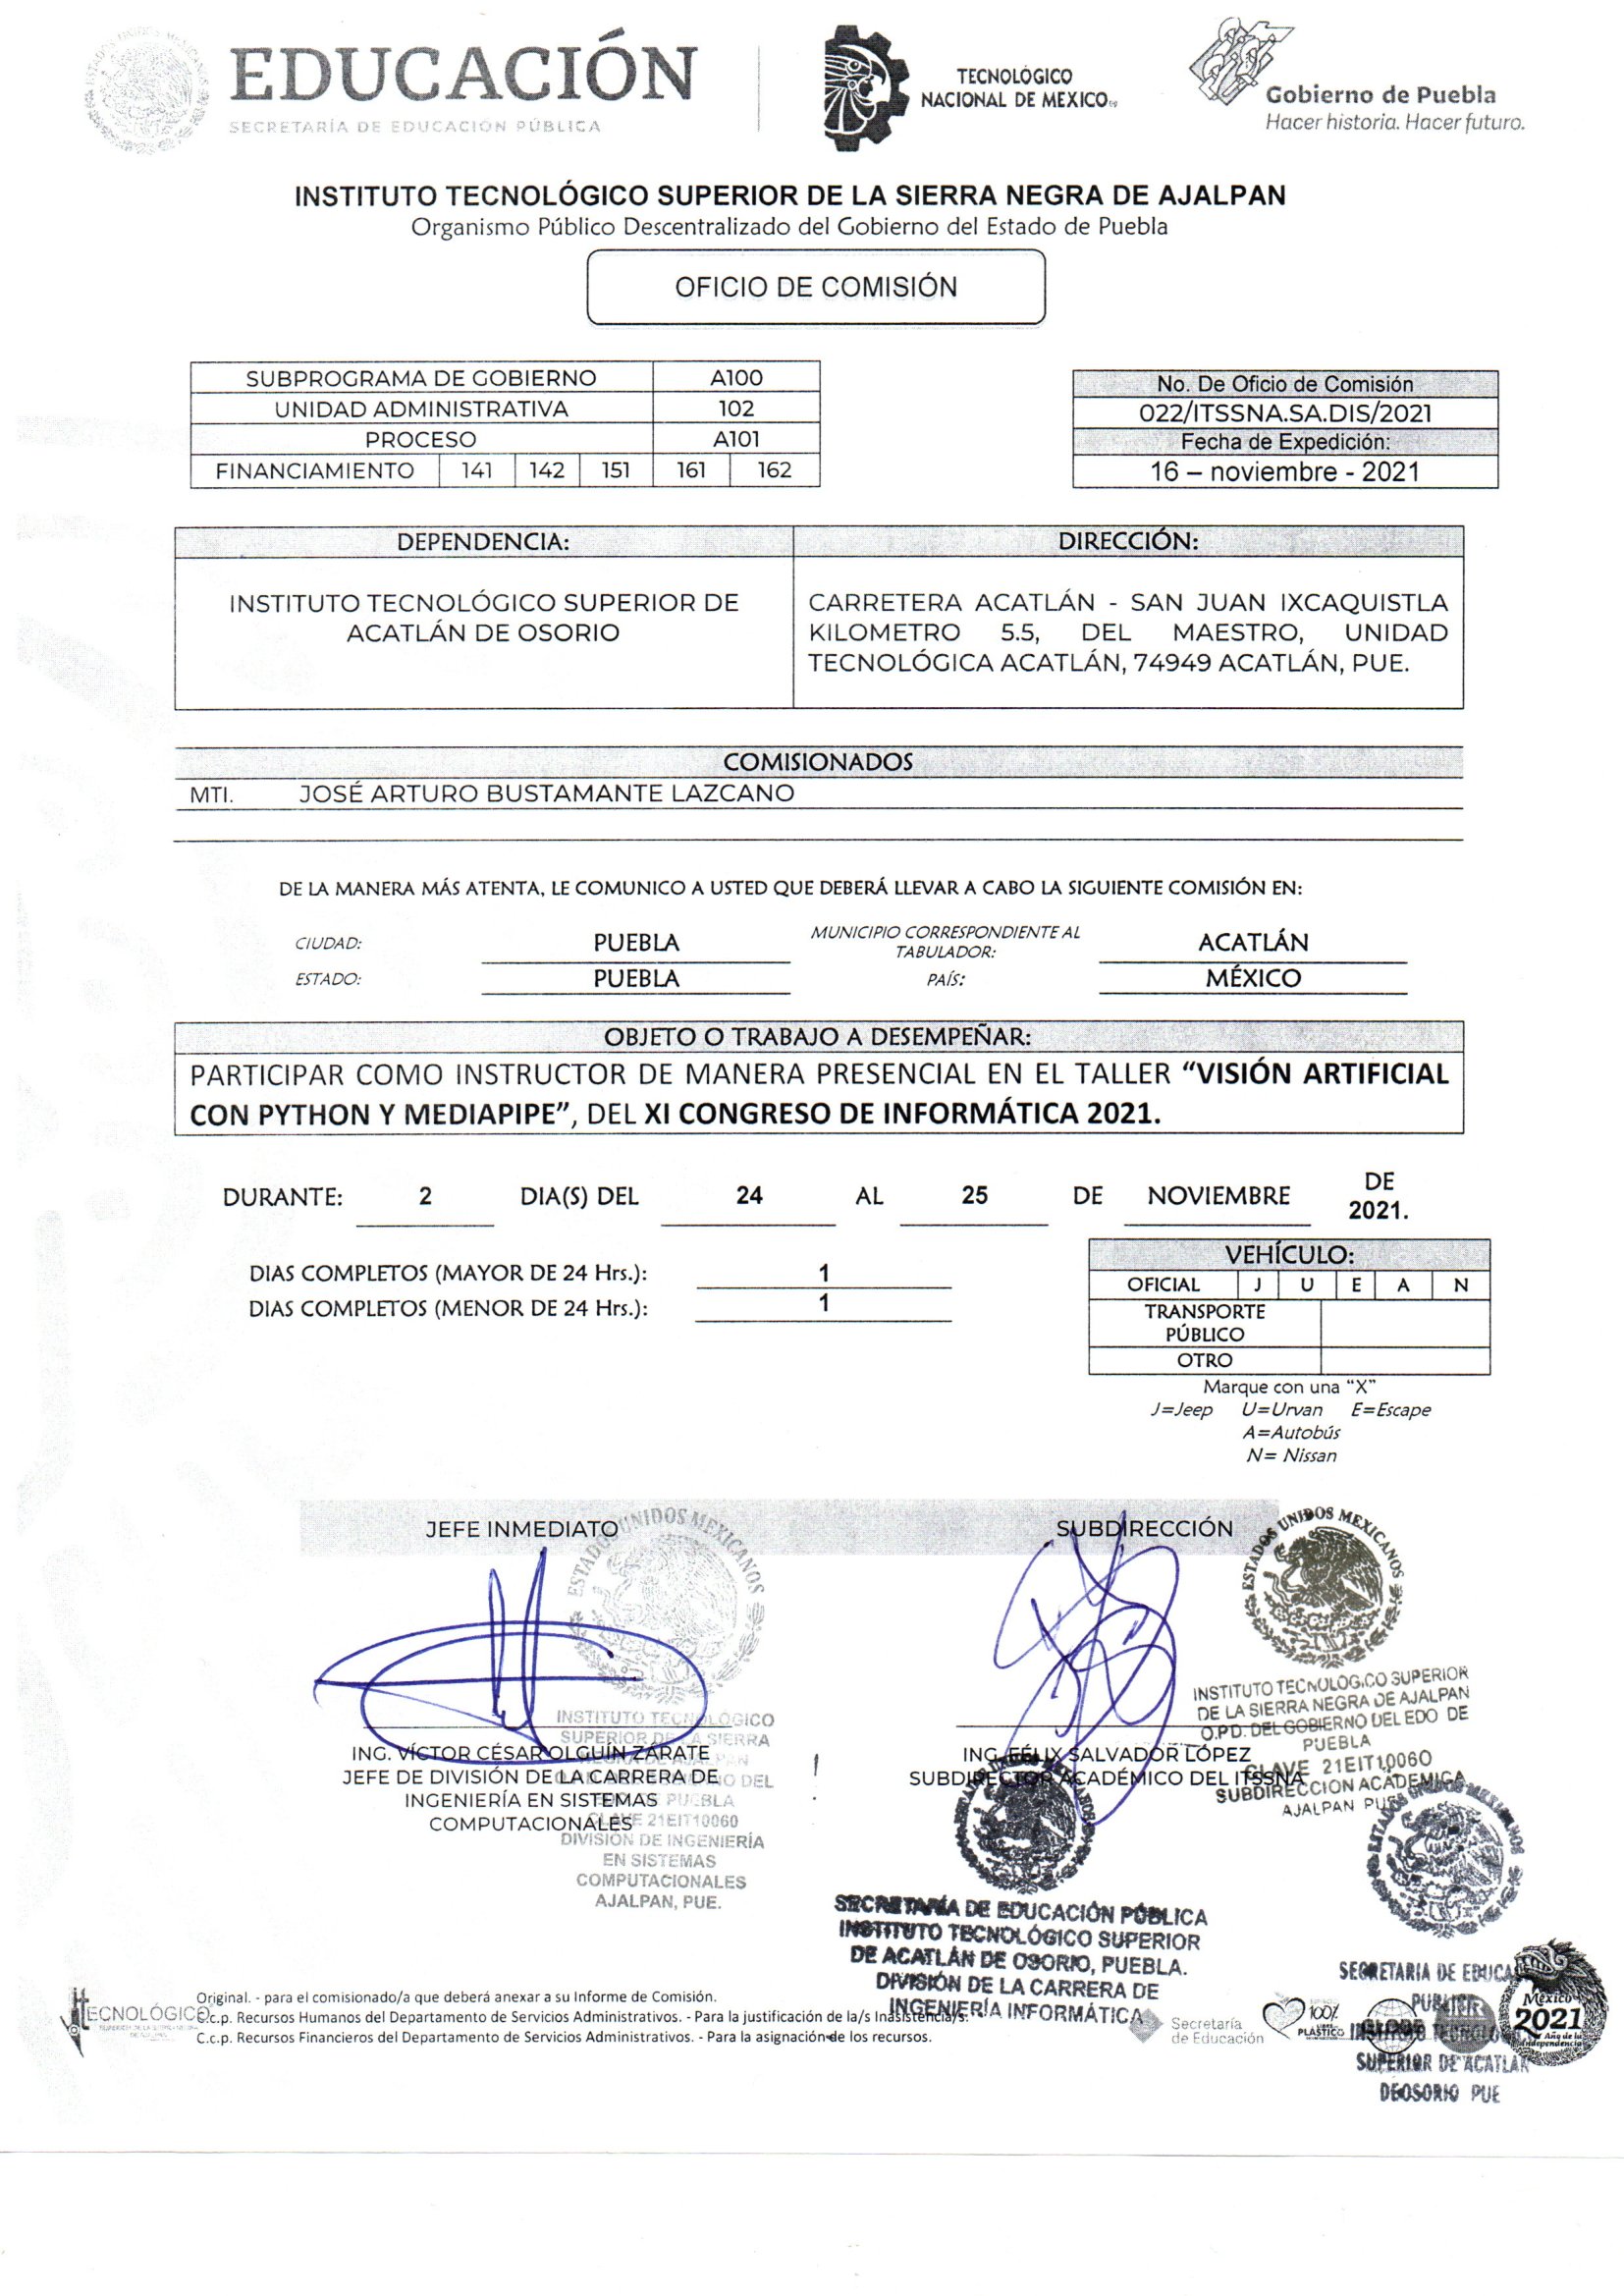 EDUCACIÓN
SECRETARÍA DE EDUCACIÓN PÚBLICA
TECNOLÓGICO
NACIONAL DE MÉXICO
Gobierno de Puebla
Hacer historia. Hacer futuro.
INSTITUTO TECNOLÓGICO SUPERIOR DE LA SIERRA NEGRA DE AJALPAN
Organismo Público Descentralizado del Gobierno del Estado de Puebla
OFICIO DE COMISIÓN
SUBPROGRAMA DE GOBIERNO A100
UNIDAD ADMINISTRATIVA 102
PROCESO A101
FINANCIAMIENTO 141 142 151 161 162
No. De Oficio de Comisión
022/ITSSNA.SA.DIS/2021
Fecha de Expedición:
16 – noviembre - 2021
DEPENDENCIA: DIRECCIÓN:
INSTITUTO TECNOLÓGICO SUPERIOR DE
ACATLÁN DE OSORIO
CARRETERA ACATLÁN - SAN JUAN IXCAQUISTLA
KILOMETRO 5.5, DEL MAESTRO, UNIDAD
TECNOLÓGICA ACATLÁN, 74949 ACATLÁN, PUE.
COMISIONADOS
MTI. JOSÉ ARTURO BUSTAMANTE LAZCANO
DE LA MANERA MÁS ATENTA, LE COMUNICO A USTED QUE DEBERÁ LLEVAR A CABO LA SIGUIENTE COMISIÓN EN:
CIUDAD: PUEBLA MUNICIPIO CORRESPONDIENTE AL
TABULADOR: ACATLÁN
ESTADO: PUEBLA PAÍS: MÉXICO
OBJETO O TRABAJO A DESEMPEÑAR:
PARTICIPAR COMO INSTRUCTOR DE MANERA PRESENCIAL EN EL TALLER “VISIÓN ARTIFICIAL
CON PYTHON Y MEDIAPIPE”, DEL XI CONGRESO DE INFORMÁTICA 2021.
DURANTE: 2 DIA(S) DEL 24 AL 25 DE NOVIEMBRE DE
2021.
DIAS COMPLETOS (MAYOR DE 24 Hrs.): 1
DIAS COMPLETOS (MENOR DE 24 Hrs.): 1
VEHÍCULO:
OFICIAL J U E A N
TRANSPORTE
PÚBLICO
OTRO
Marque con una “X”
J=Jeep U=Urvan E=Escape
A=Autobús
N= Nissan
JEFE INMEDIATO
ESTADOS UNIDOS MEXICANOS
INSTITUTO TECNOLÓGICO
SUPERIOR DE LA SIERRA
ING. VÍCTOR CÉSAR OLGUÍN ZÁRATE
JEFE DE DIVISIÓN DE LA CARRERA DE
INGENIERÍA EN SISTEMAS
COMPUTACIONALES
CLAVE 21EIT10060
DIVISIÓN DE INGENIERÍA
EN SISTEMAS
COMPUTACIONALES
AJALPAN, PUE.
SUBDIRECCIÓN
ESTADOS UNIDOS MEXICANOS
INSTITUTO TECNOLOGICO SUPERIOR
DE LA SIERRA NEGRA DE AJALPAN
O.P.D. DEL GOBIERNO DEL EDO DE
PUEBLA
CLAVE 21EIT10060
SUBDIRECCION ACADEMICA
AJALPAN PUE
ING. FÉLIX SALVADOR LÓPEZ
SUBDIRECTOR ACADÉMICO DEL ITSSNA
SECRETARÍA DE EDUCACIÓN PÚBLICA
INSTITUTO TECNOLÓGICO SUPERIOR
DE ACATLÁN DE OSORIO, PUEBLA.
DIVISIÓN DE LA CARRERA DE
INGENIERÍA INFORMÁTICA
SECRETARIA DE EDUCA
PUBLICA
SUPERIOR DE ACATLAN
DE OSORIO PUE
TECNOLÓGICO
Original. - para el comisionado/a que deberá anexar a su Informe de Comisión.
C.c.p. Recursos Humanos del Departamento de Servicios Administrativos. - Para la justificación de la/s Inasistencia/s.
C.c.p. Recursos Financieros del Departamento de Servicios Administrativos. - Para la asignación de los recursos.
Secretaría
de Educación
100%
PLÁSTICO
México
2021
Año de la
Independencia